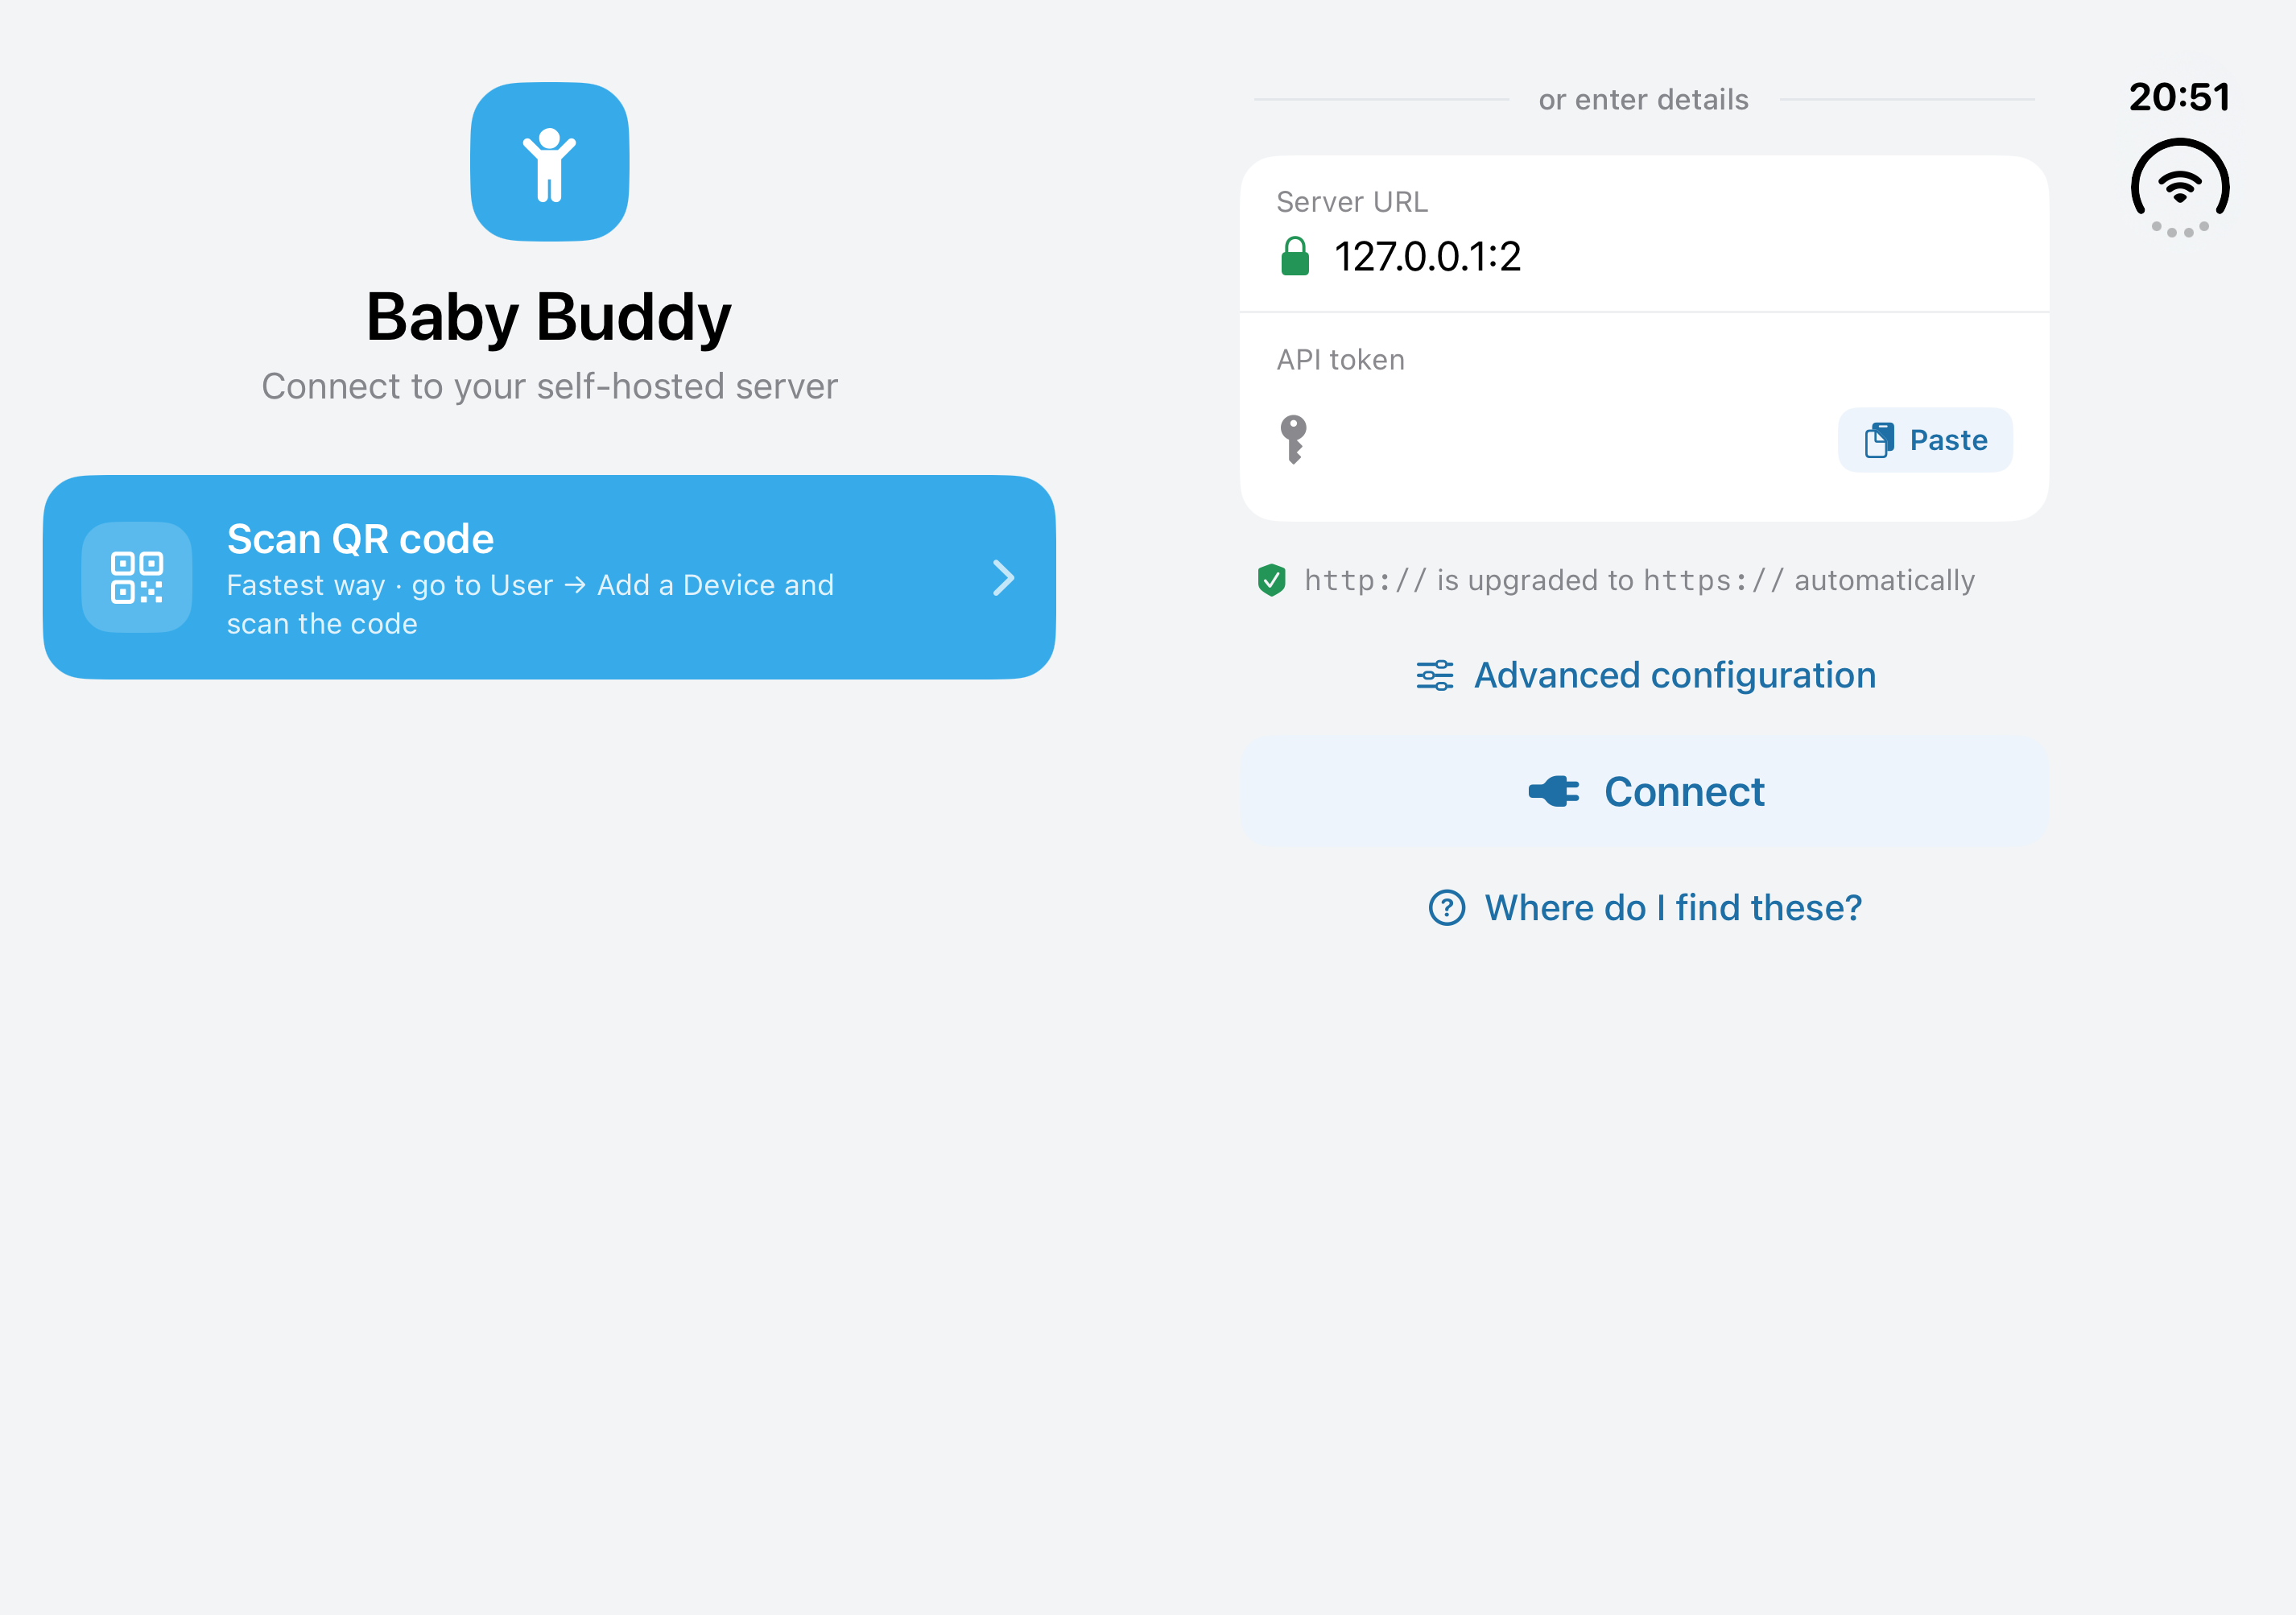 Baby Buddy
Connect to your self-hosted server
Scan QR code
Fastest way · go to User → Add a Device and
scan the code
or enter details
Server URL
127.0.0.1:2
API token
Paste
http:// is upgraded to https:// automatically
Advanced configuration
Connect
Where do I find these?
20:51